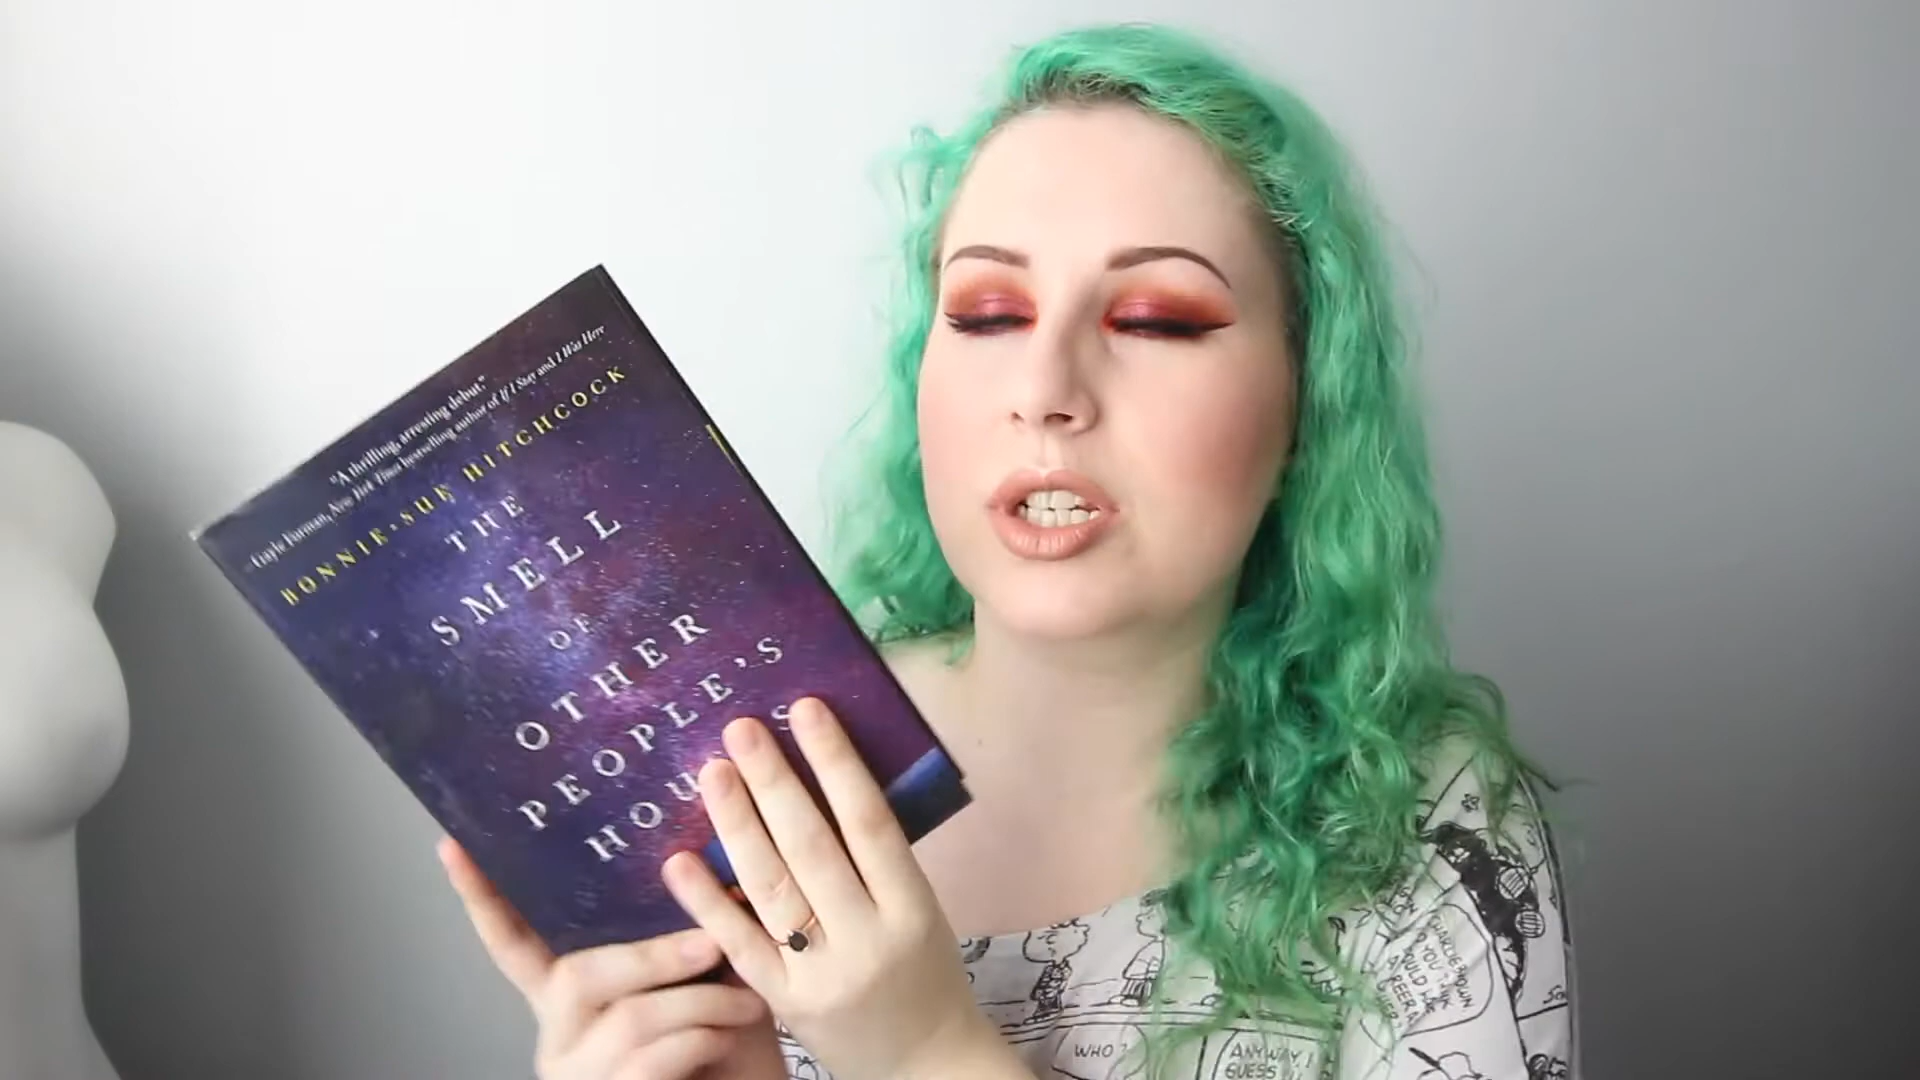 "A thrilling, arresting debut."
—Gayle Forman, New York Times bestselling author of If I Stay and I Was Here
BONNIE-SUE HITCHCOCK
THE
SMELL
OF
OTHER
PEOPLE'S
HOU S
CHARLIE BROWN
WHO?
ANYWAY I
GUESS